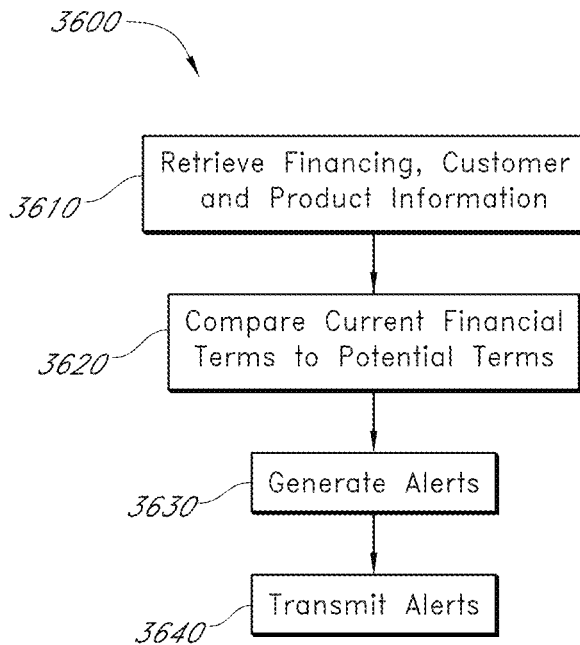 3600
Retrieve Financing, Customer
and Product Information
3610
Compare Current Financial
Terms to Potential Terms
3620
Generate Alerts
3630
Transmit Alerts
3640